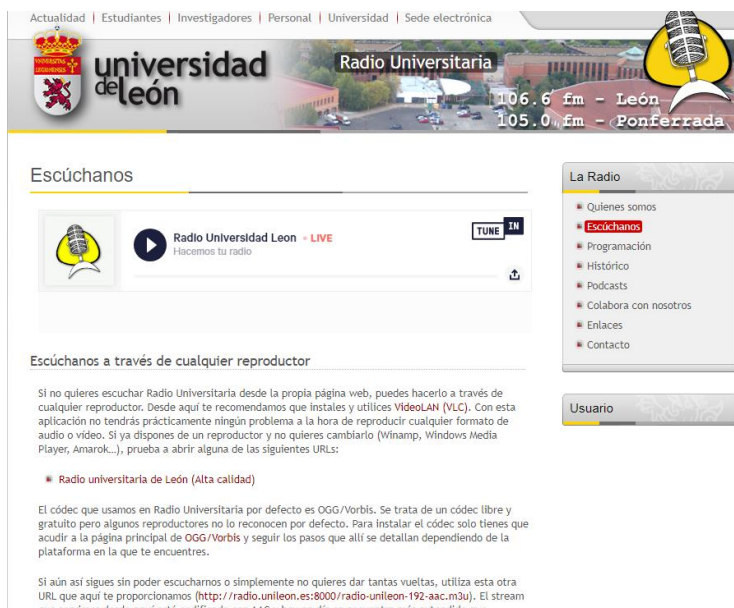 Actualidad | Estudiantes | Investigadores | Personal | Universidad | Sede electrónica
universidad
de león
Radio Universitaria
106.6 fm - León
105.0 fm - Ponferrada
Escúchanos
Radio Universidad Leon • LIVE
Hacemos tu radio
TUNE IN
Escúchanos a través de cualquier reproductor
Si no quieres escuchar Radio Universitaria desde la propia página web, puedes hacerlo a través de
cualquier reproductor. Desde aquí te recomendamos que instales y utilices VideoLAN (VLC). Con esta
aplicación no tendrás prácticamente ningún problema a la hora de reproducir cualquier formato de
audio o vídeo. Si ya dispones de un reproductor y no quieres cambiarlo (Winamp, Windows Media
Player, Amarok...), prueba a abrir alguna de las siguientes URLs:
Radio universitaria de León (Alta calidad)
El códec que usamos en Radio Universitaria por defecto es OGG/Vorbis. Se trata de un códec libre y
gratuito pero algunos reproductores no lo reconocen por defecto. Para instalar el códec solo tienes que
acudir a la página principal de OGG/Vorbis y seguir los pasos que allí se detallan dependiendo de la
plataforma en la que te encuentres.
Si aún así sigues sin poder escucharnos o simplemente no quieres dar tantas vueltas, utiliza esta otra
URL que aquí te proporcionamos (http://radio.unileon.es:8000/radio-unileon-192-aac.m3u). El stream
La Radio
Quienes somos
Escúchanos
Programación
Histórico
Podcasts
Colabora con nosotros
Enlaces
Contacto
Usuario